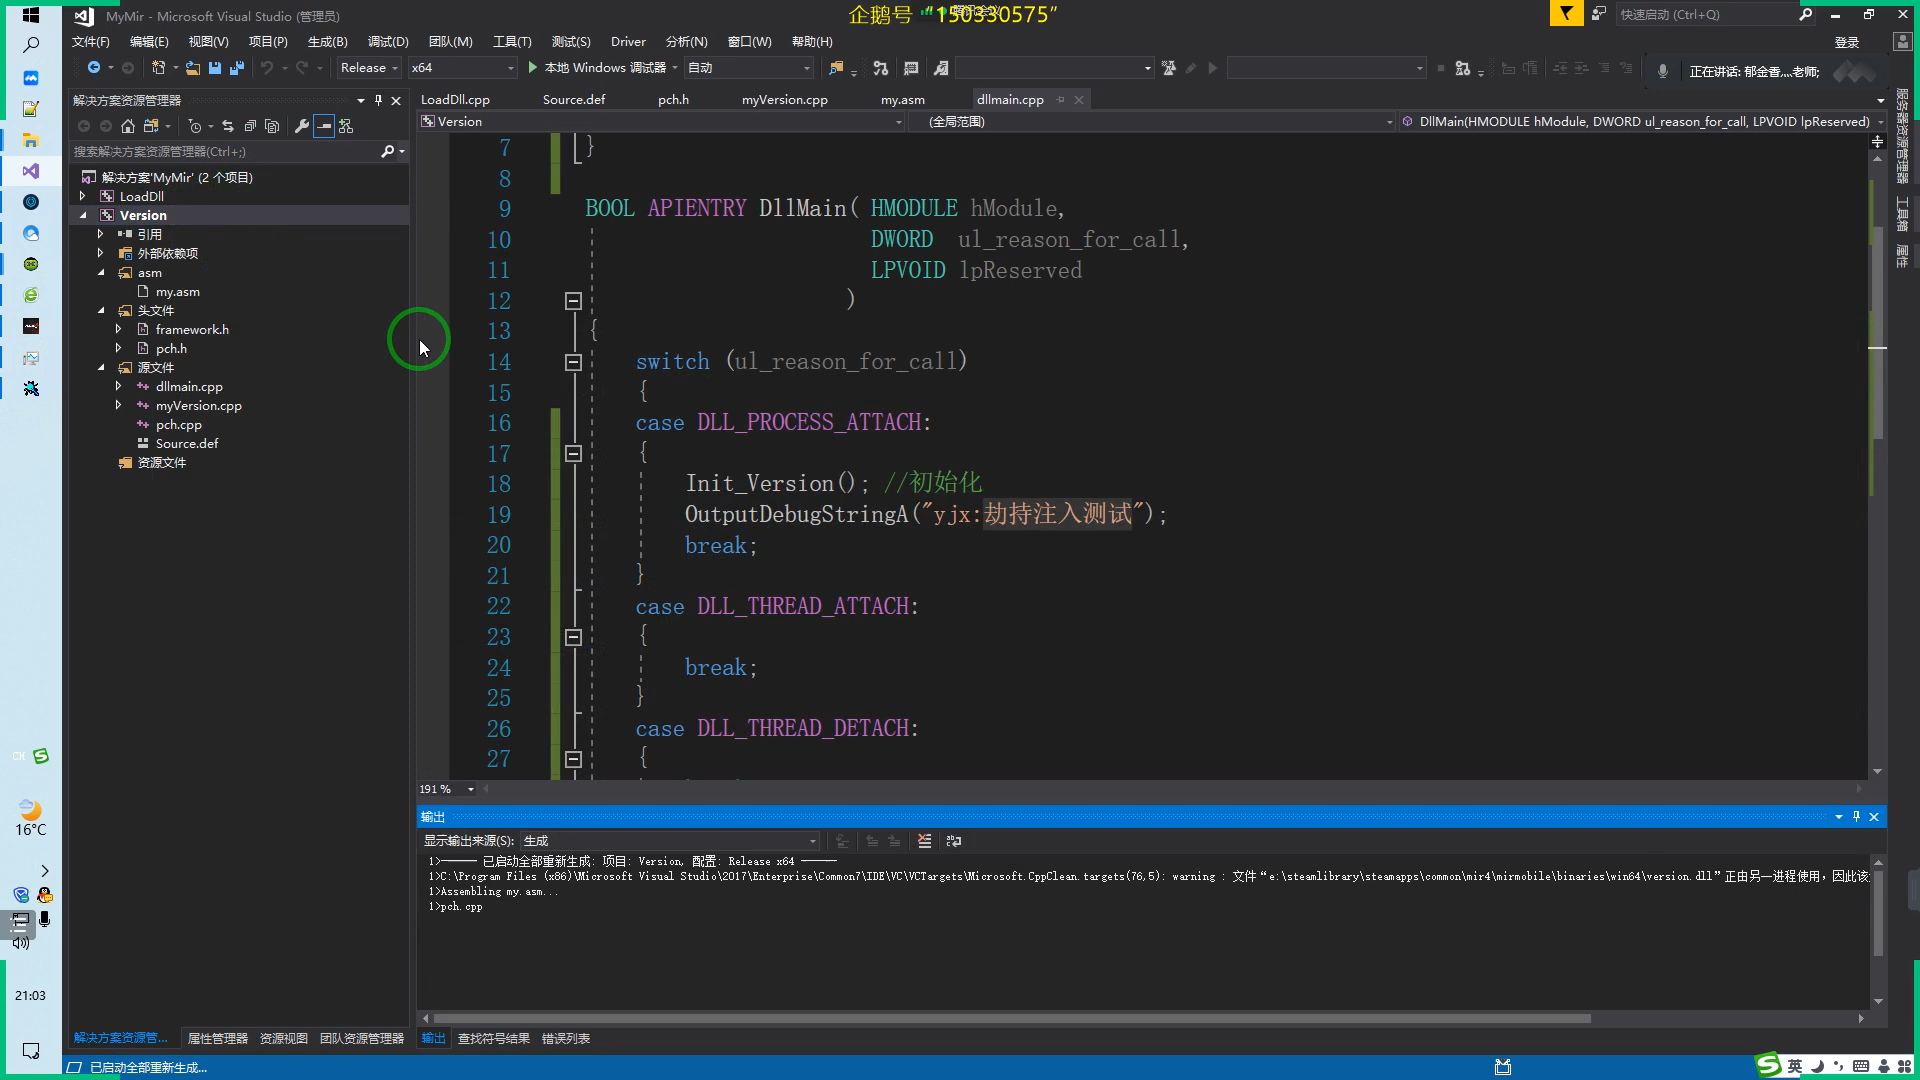 MyMir - Microsoft Visual Studio (管理员)
企鹅号 “150330575”
快速启动 (Ctrl+Q)
文件(F) 编辑(E) 视图(V) 项目(P) 生成(B) 调试(D) 团队(M) 工具(T) 测试(S) Driver 分析(N) 窗口(W) 帮助(H)
登录
Release x64 本地 Windows 调试器 自动
正在讲话: 郁金香灬老师;
解决方案资源管理器
LoadDll.cpp Source.def pch.h myVersion.cpp my.asm dllmain.cpp
Version (全局范围) DllMain(HMODULE hModule, DWORD ul_reason_for_call, LPVOID lpReserved)
搜索解决方案资源管理器(Ctrl+;)
解决方案'MyMir' (2 个项目)
LoadDll
Version
引用
外部依赖项
asm
my.asm
头文件
framework.h
pch.h
源文件
dllmain.cpp
myVersion.cpp
pch.cpp
Source.def
资源文件
7 }
8
9 BOOL APIENTRY DllMain( HMODULE hModule,
10 DWORD ul_reason_for_call,
11 LPVOID lpReserved
12 )
13 {
14 switch (ul_reason_for_call)
15 {
16 case DLL_PROCESS_ATTACH:
17 {
18 Init_Version(); //初始化
19 OutputDebugStringA("yjx:劫持注入测试");
20 break;
21 }
22 case DLL_THREAD_ATTACH:
23 {
24 break;
25 }
26 case DLL_THREAD_DETACH:
27 {
191 %
输出
显示输出来源(S): 生成
1>------ 已启动全部重新生成: 项目: Version, 配置: Release x64 ------
1>C:\Program Files (x86)\Microsoft Visual Studio\2017\Enterprise\Common7\IDE\VC\VCTargets\Microsoft.CppClean.targets(76,5): warning : 文件“e:\steamlibrary\steamapps\common\mir4\mirmobile\binaries\win64\version.dll”正由另一进程使用，因此该
1>Assembling my.asm...
1>pch.cpp
解决方案资源管... 属性管理器 资源视图 团队资源管理器
输出 查找符号结果 错误列表
已启动全部重新生成...
服务器资源管理器
工具箱
属性
CH
16°C
21:03
英